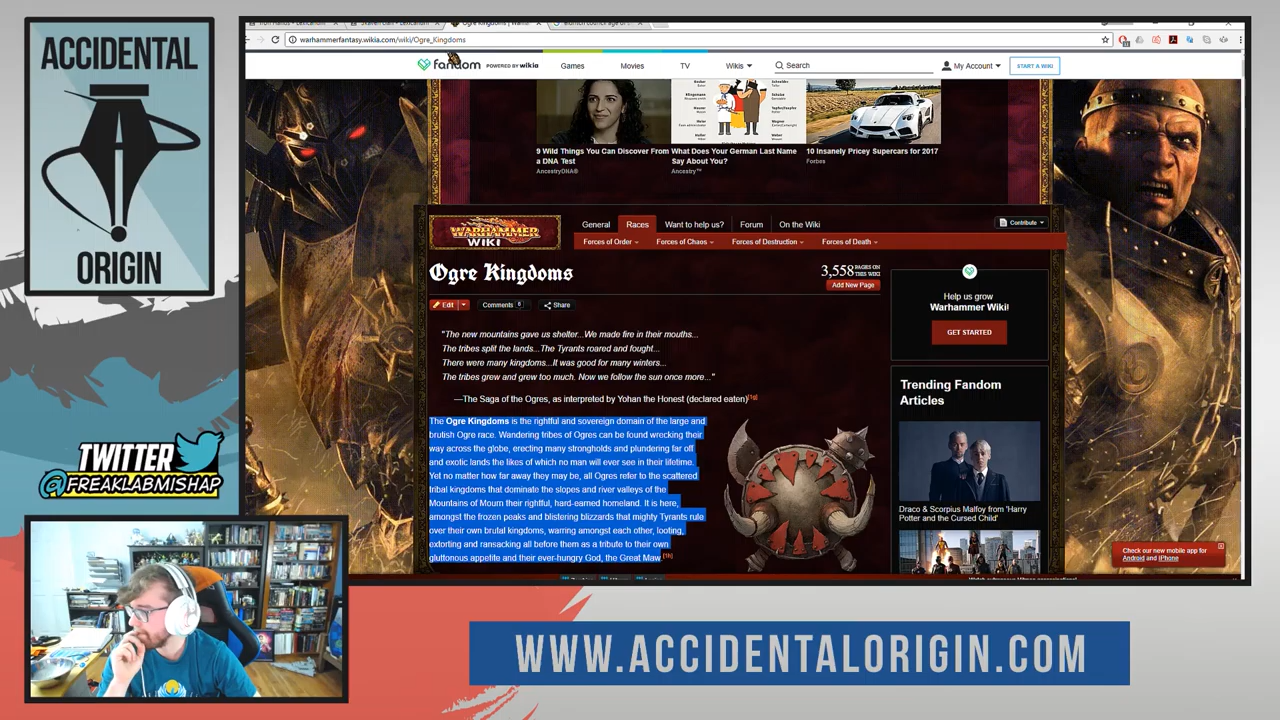 ACCIDENTAL
ORIGIN
TWITTER
@FREAKLABMISHAP
warhammerfantasy.wikia.com/wiki/Ogre_Kingdoms
fandom POWERED BY wikia
Games
Movies
TV
Wikis
Search
My Account
START A WIKI
9 Wild Things You Can Discover From
a DNA Test
AncestryDNA®
What Does Your German Last Name
Say About You?
Ancestry™
10 Insanely Pricey Supercars for 2017
Forbes
WARHAMMER
WIKI
General
Races
Want to help us?
Forum
On the Wiki
Contribute
Forces of Order
Forces of Chaos
Forces of Destruction
Forces of Death
Ogre Kingdoms
3,558 PAGES ON
THIS WIKI
Add New Page
Edit
Comments 6
Share
"The new mountains gave us shelter...We made fire in their mouths...
The tribes split the lands...The Tyrants roared and fought...
There were many kingdoms...It was good for many winters...
The tribes grew and grew too much. Now we follow the sun once more..."
—The Saga of the Ogres, as interpreted by Yohan the Honest (declared eaten)
The Ogre Kingdoms is the rightful and sovereign domain of the large and
brutish Ogre race. Wandering tribes of Ogres can be found wrecking their
way across the globe, erecting many strongholds and plundering far off
and exotic lands the likes of which no man will ever see in their lifetime.
Yet no matter how far away they may be, all Ogres refer to the scattered
tribal kingdoms that dominate the slopes and river valleys of the
Mountains of Mourn their rightful, hard-earned homeland. It is here,
amongst the frozen peaks and blistering blizzards that mighty Tyrants rule
over their own brutal kingdoms, warring amongst each other, looting,
extorting and ransacking all before them as a tribute to their own
gluttonous appetite and their ever-hungry God, the Great Maw.
Help us grow
Warhammer Wiki!
GET STARTED
Trending Fandom
Articles
Draco & Scorpius Malfoy from 'Harry
Potter and the Cursed Child'
Check our new mobile app for
Android and iPhone
WWW.ACCIDENTALORIGIN.COM